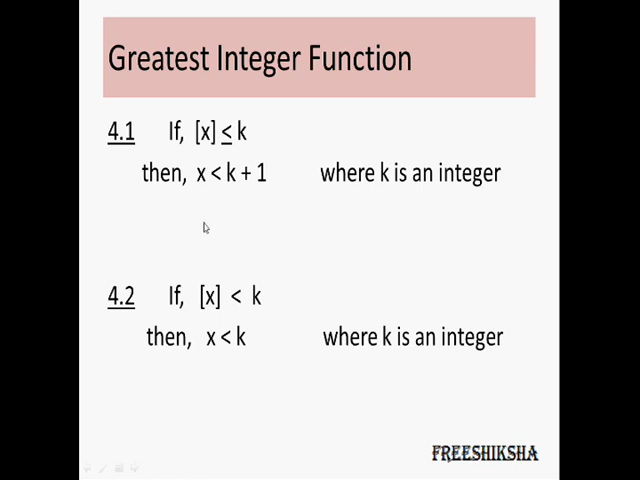 Greatest Integer Function
4.1 If, [x] ≤ k
then, x < k + 1 where k is an integer
4.2 If, [x] < k
then, x < k where k is an integer
FREESHIKSHA